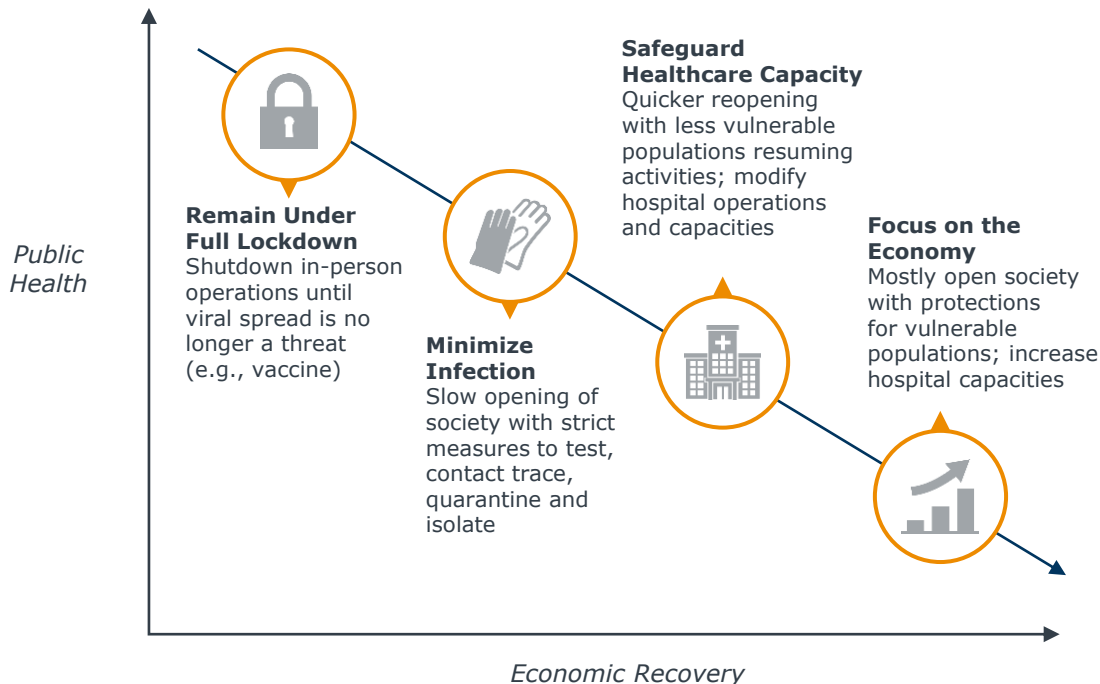 Public
Health
Remain Under
Full Lockdown
Shutdown in-person
operations until
viral spread is no
longer a threat
(e.g., vaccine)
Minimize
Infection
Slow opening of
society with strict
measures to test,
contact trace,
quarantine and
isolate
Safeguard
Healthcare Capacity
Quicker reopening
with less vulnerable
populations resuming
activities; modify
hospital operations
and capacities
Focus on the
Economy
Mostly open society
with protections
for vulnerable
populations; increase
hospital capacities
Economic Recovery